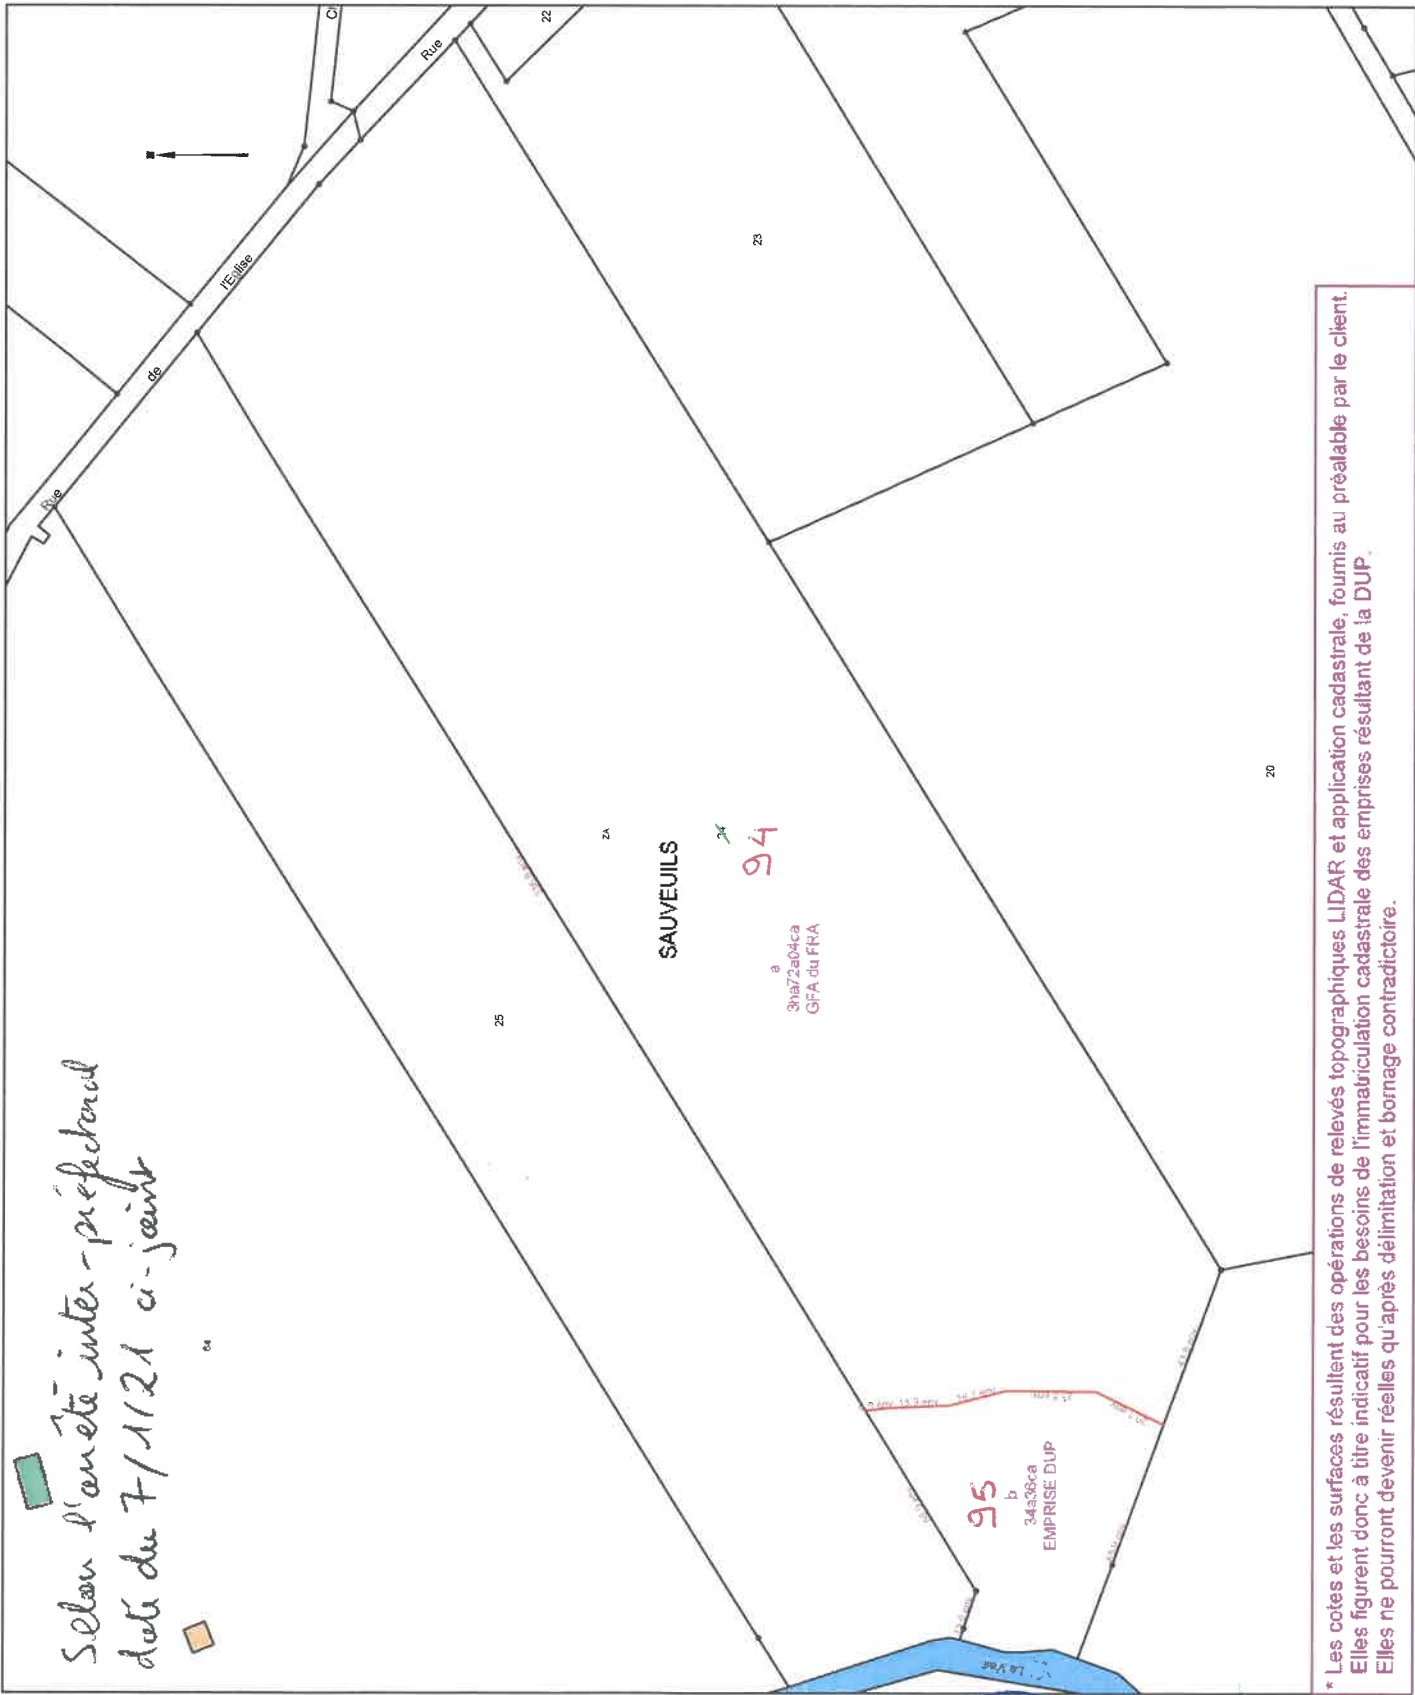 Selon l'arrêté inter-préfectoral
daté du 7/1/21 ci-joint
64
25
ZA
SAUVEUILS
24
94
a
3ha72a04ca
GFA du FRA
95
b
34a36ca
EMPRISE DUP
20
23
22
Rue
de
l'Eglise
Rue
* Les cotes et les surfaces résultent des opérations de relevés topographiques LIDAR et application cadastrale, fournis au préalable par le client.
Elles figurent donc à titre indicatif pour les besoins de l'immatriculation cadastrale des emprises résultant de la DUP.
Elles ne pourront devenir réelles qu'après délimitation et bornage contradictoire.